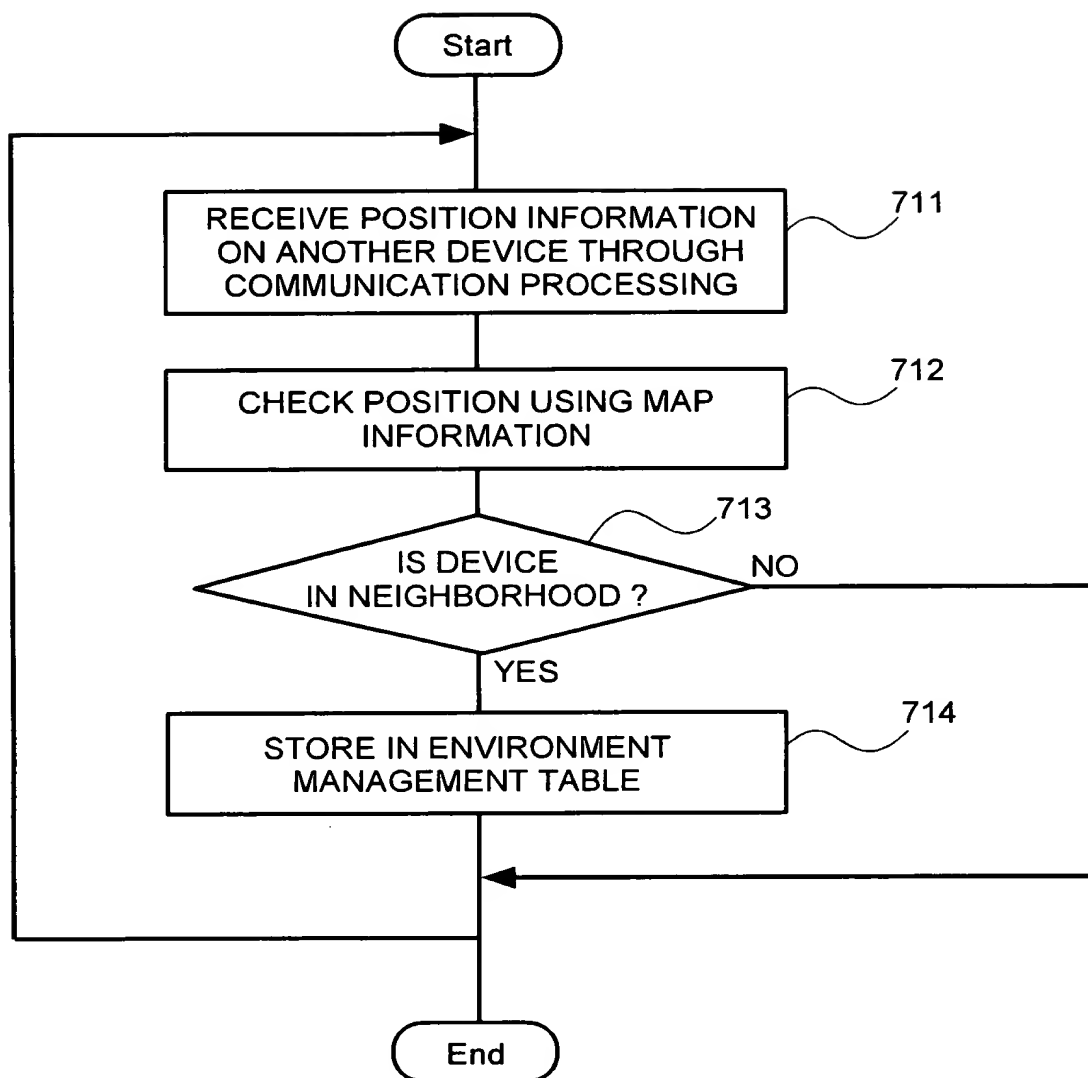 Start
711
RECEIVE POSITION INFORMATION
ON ANOTHER DEVICE THROUGH
COMMUNICATION PROCESSING
712
CHECK POSITION USING MAP
INFORMATION
713
IS DEVICE
IN NEIGHBORHOOD ?
NO
YES
714
STORE IN ENVIRONMENT
MANAGEMENT TABLE
End